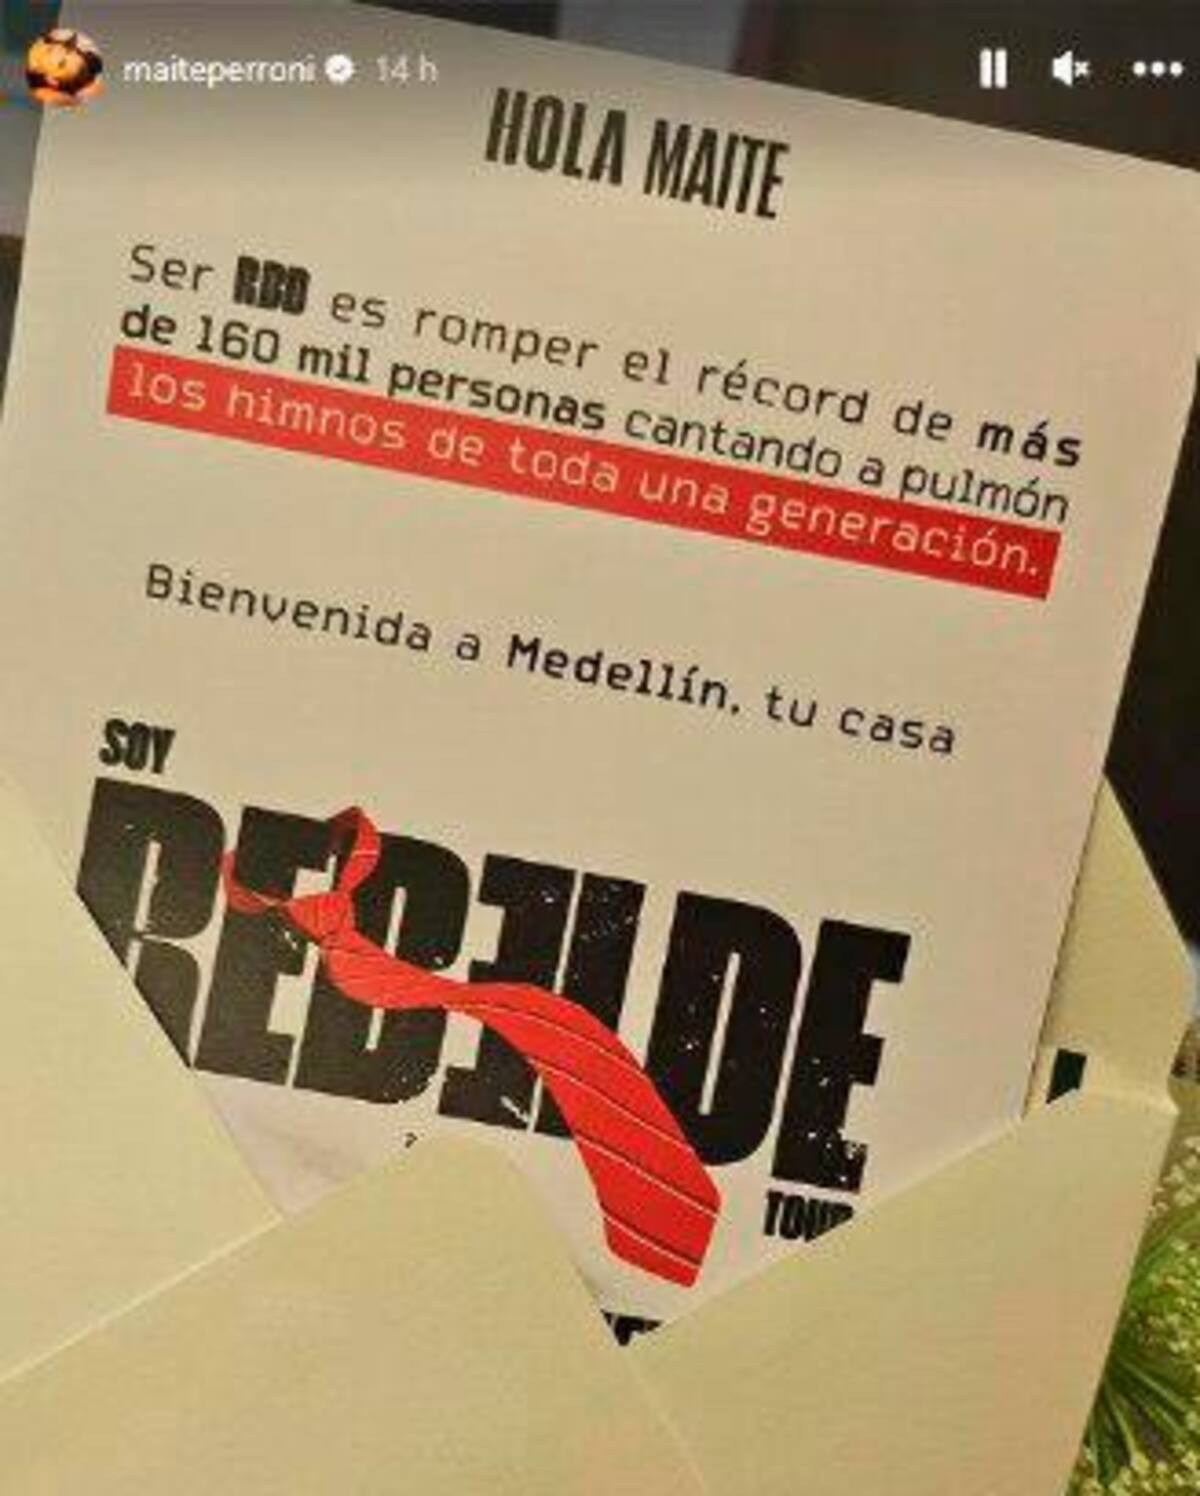 maiteperroni 14 h
HOLA MAITE
Ser RBD es romper el récord de más
de 160 mil personas cantando a pulmón
los himnos de toda una generación.
Bienvenida a Medellín, tu casa
SOY
REBELDE
TOUR